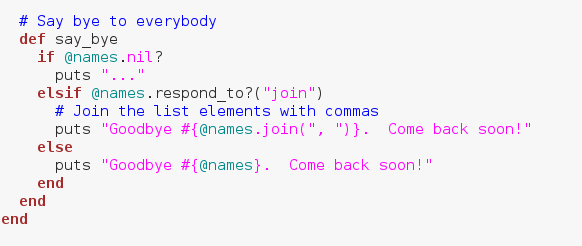 # Say bye to everybody
  def say_bye
    if @names.nil?
      puts "..."
    elsif @names.respond_to?("join")
      # Join the list elements with commas
      puts "Goodbye #{@names.join(", ")}.  Come back soon!"
    else
      puts "Goodbye #{@names}.  Come back soon!"
    end
  end
end